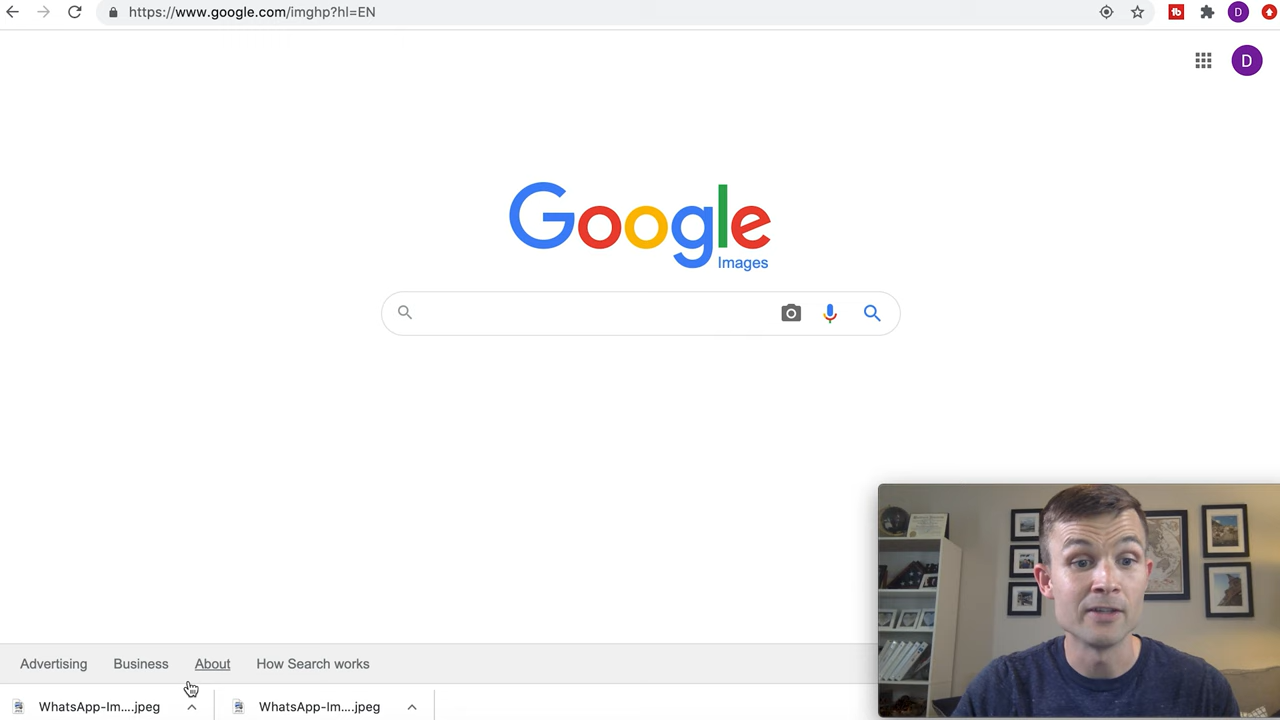 https://www.google.com/imghp?hl=EN
D
D
Google
Images
Advertising Business About How Search works
WhatsApp-Im....jpeg WhatsApp-Im....jpeg